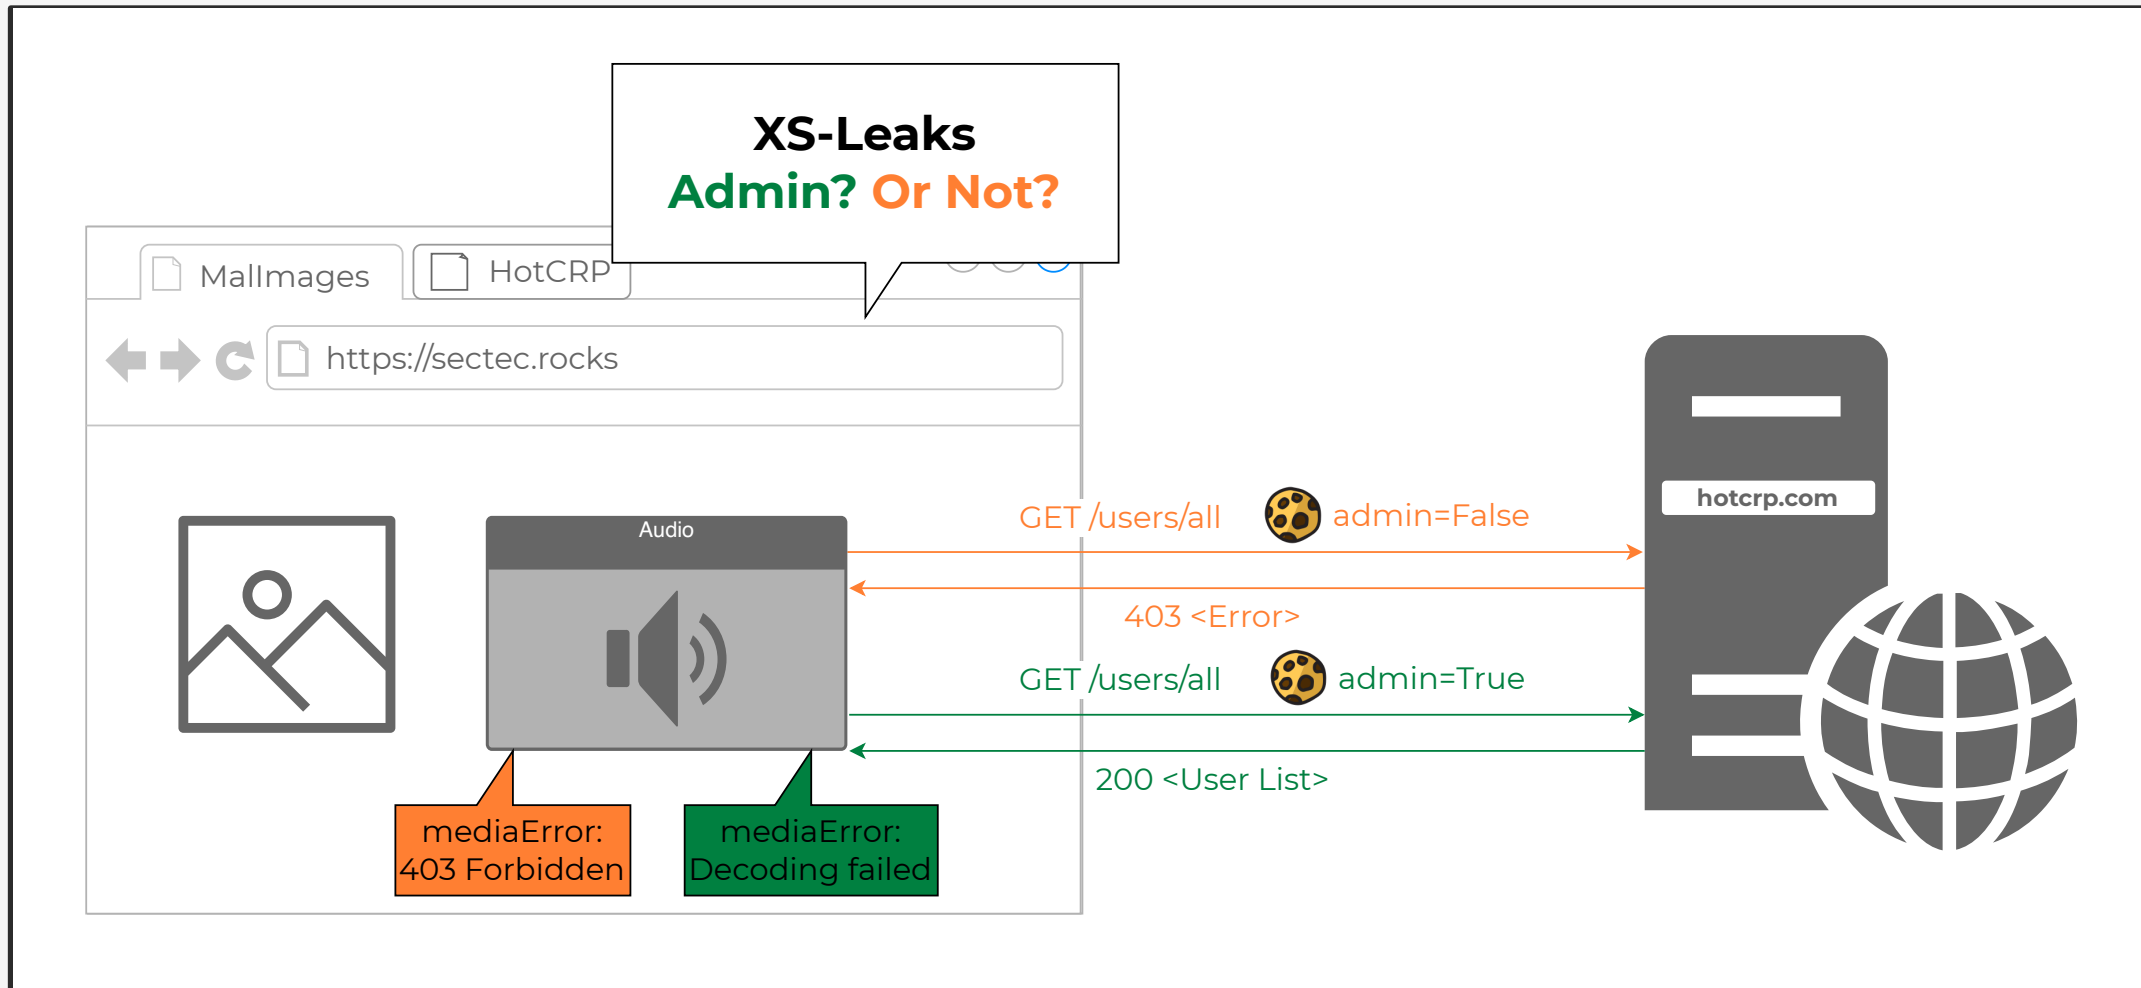 XS-Leaks
Admin? Or Not?
MalImages
HotCRP
https://sectec.rocks
Audio
GET /users/all
admin=False
403 <Error>
GET /users/all
admin=True
200 <User List>
hotcrp.com
mediaError:
403 Forbidden
mediaError:
Decoding failed